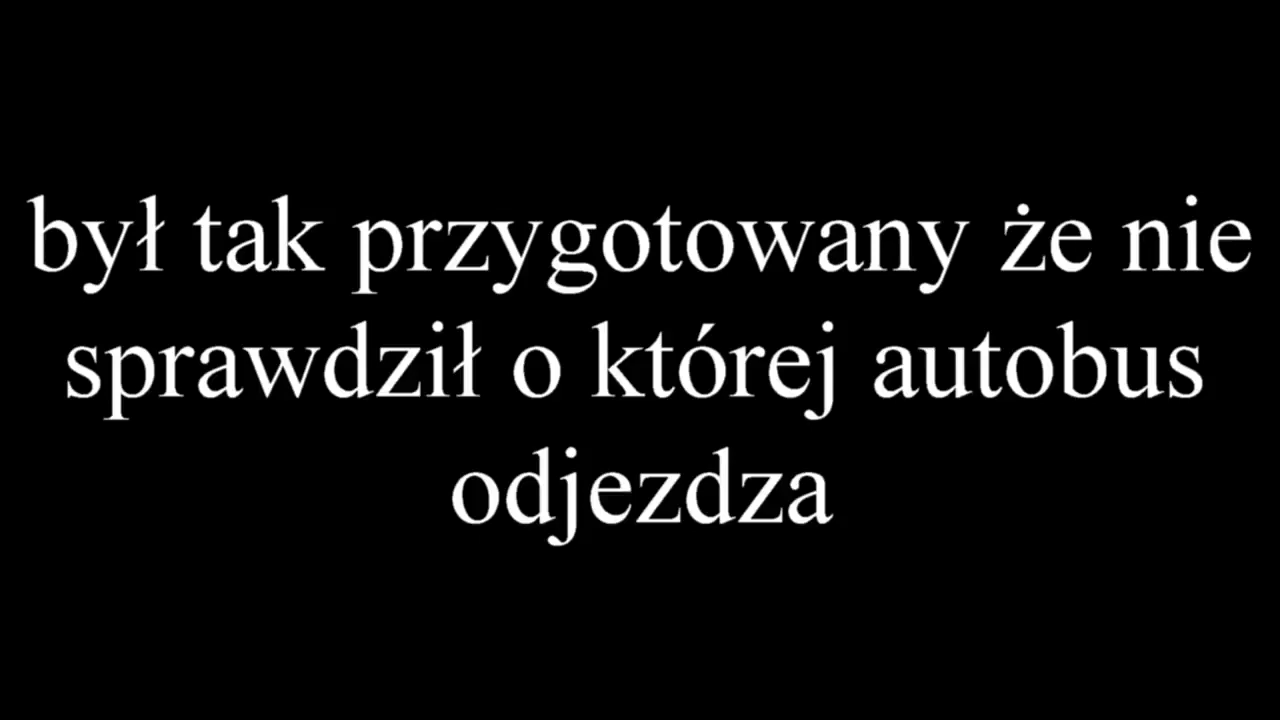 był tak przygotowany że nie
sprawdził o której autobus
odjezdza